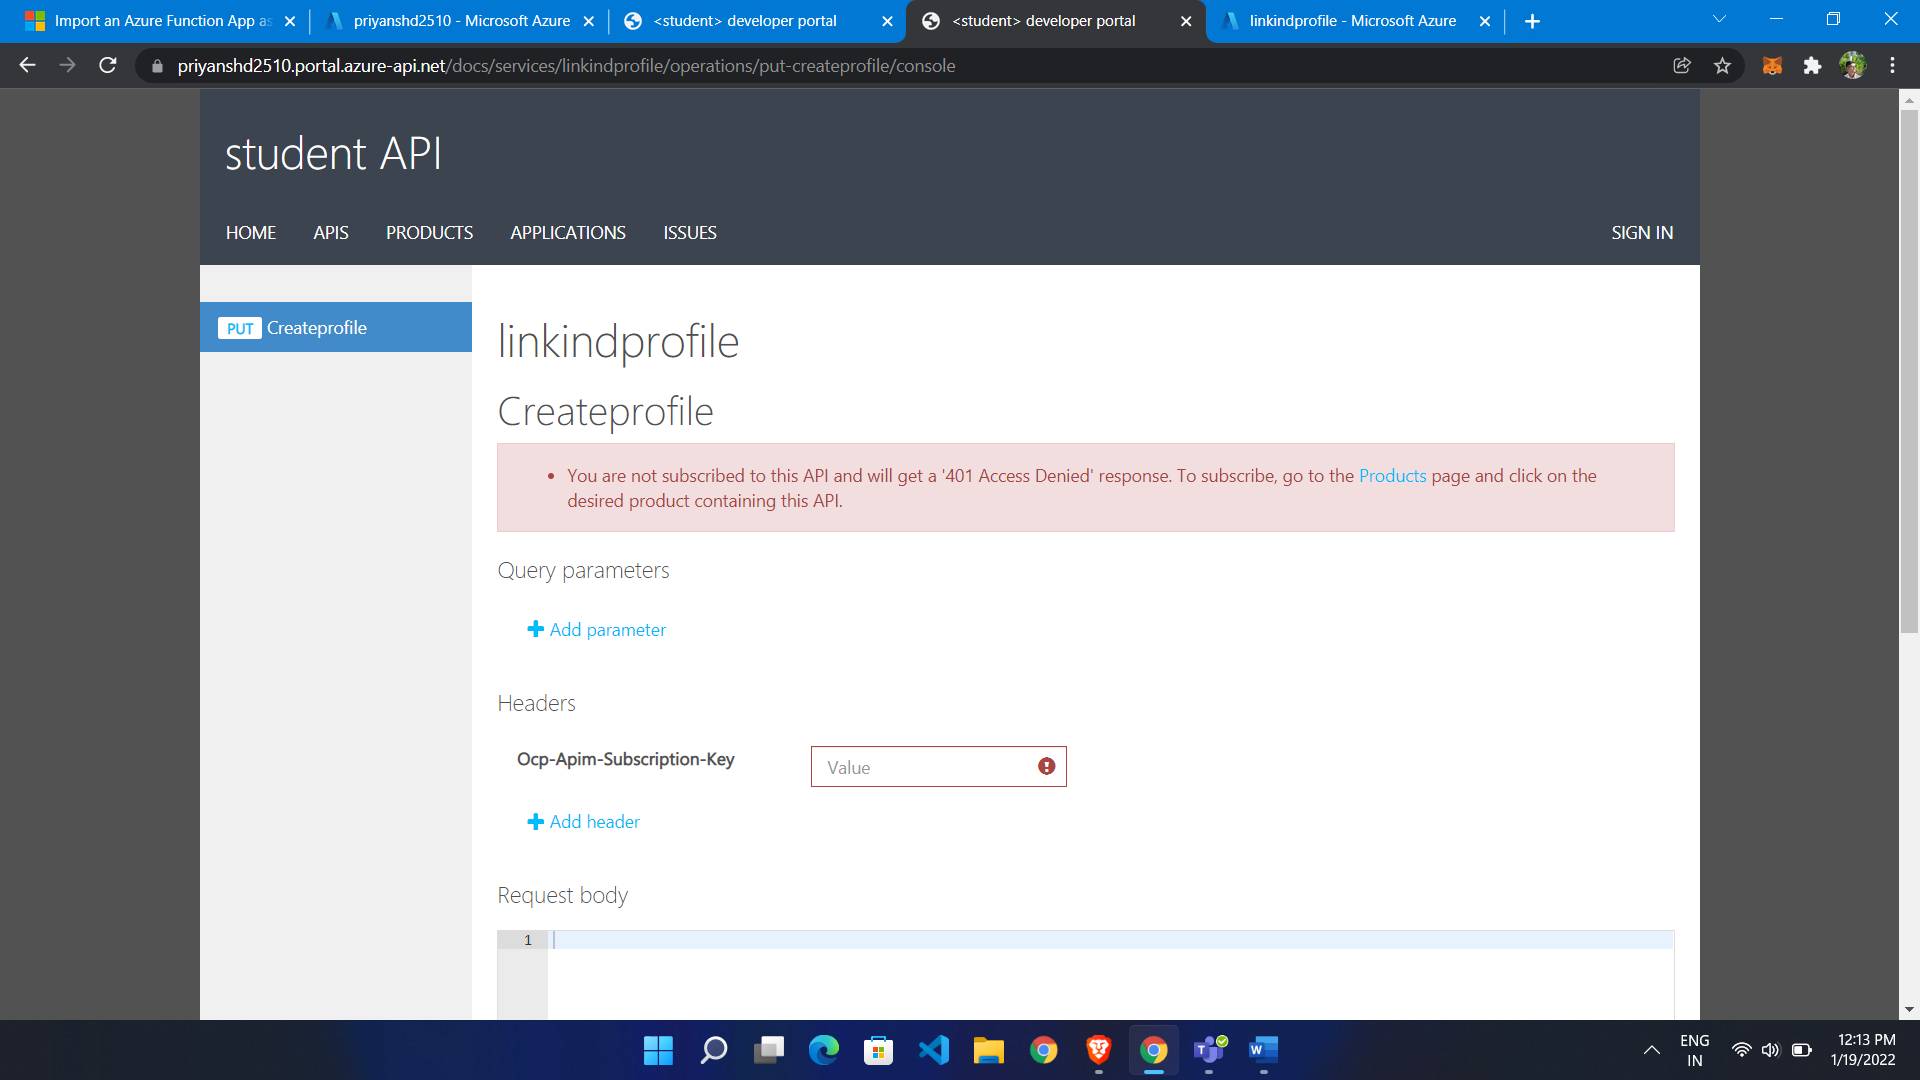 Import an Azure Function App as
priyanshd2510 - Microsoft Azure
<student> developer portal
<student> developer portal
linkindprofile - Microsoft Azure
priyanshd2510.portal.azure-api.net/docs/services/linkindprofile/operations/put-createprofile/console
student API
HOME APIS PRODUCTS APPLICATIONS ISSUES SIGN IN
PUT Createprofile
linkindprofile
Createprofile
You are not subscribed to this API and will get a '401 Access Denied' response. To subscribe, go to the Products page and click on the
desired product containing this API.
Query parameters
Add parameter
Headers
Ocp-Apim-Subscription-Key Value
Add header
Request body
1
ENG
IN
12:13 PM
1/19/2022